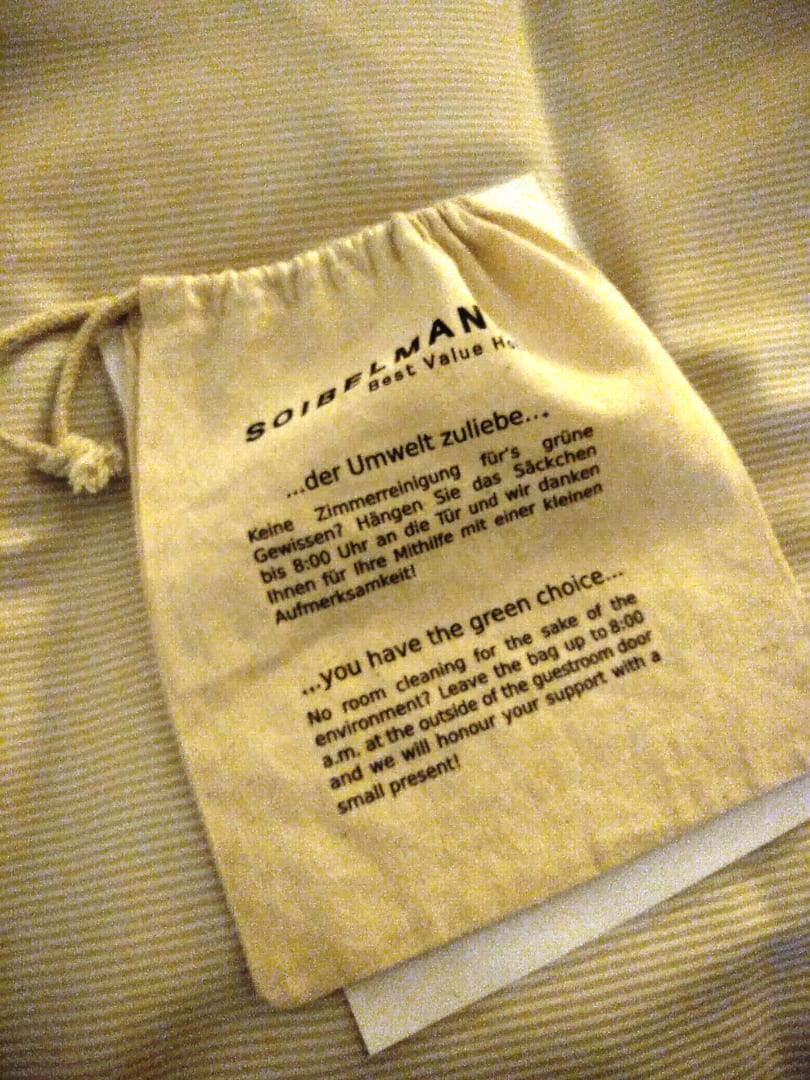 SOIBELMAN
Best Value
...der Umwelt zuliebe...
Keine Zimmerreinigung für's grüne
Gewissen? Hängen Sie das Säckchen
bis 8:00 Uhr an die Tür und wir danken
Ihnen für Ihre Mithilfe mit einer kleinen
Aufmerksamkeit!
...you have the green choice...
No room cleaning for the sake of the
environment? Leave the bag up to 8:00
a.m. at the outside of the guestroom door
and we will honour your support with a
small present!